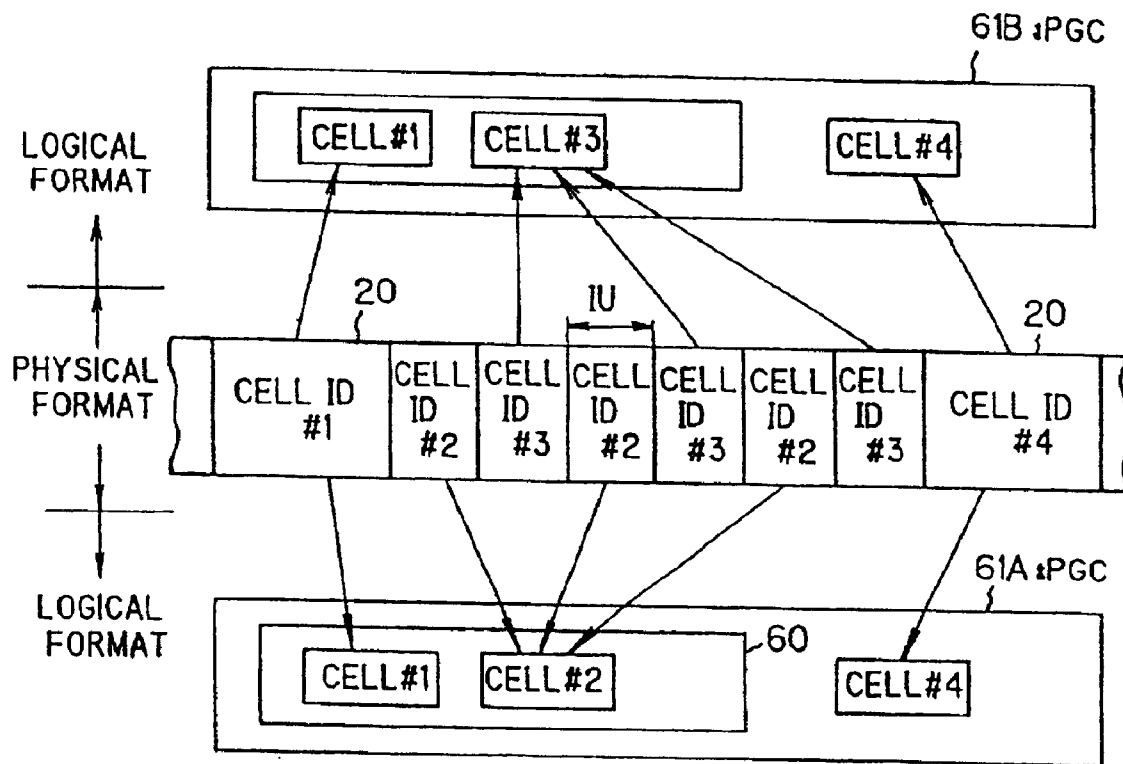 61B :PGC
LOGICAL
FORMAT
CELL#1
CELL#3
CELL#4
20
IU
20
PHYSICAL
FORMAT
CELL ID
#1
CELL
ID
#2
CELL
ID
#3
CELL
ID
#2
CELL
ID
#3
CELL
ID
#2
CELL
ID
#3
CELL ID
#4
LOGICAL
FORMAT
61A :PGC
60
CELL#1
CELL#2
CELL#4